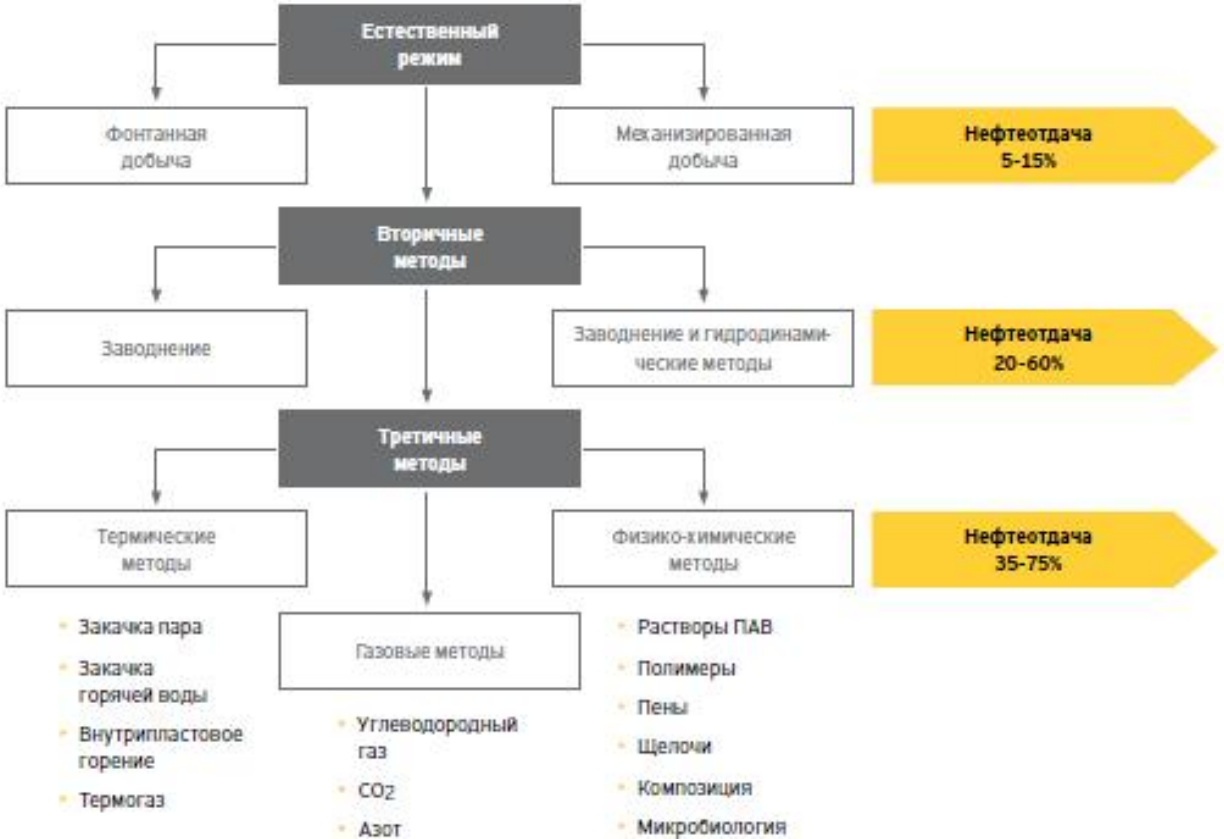 Естественный
режим
Фонтанная
добыча
Механизированная
добыча
Нефтеотдача
5-15%
Вторичные
методы
Заводнение
Заводнение и гидродинами-
ческие методы
Нефтеотдача
20-60%
Третичные
методы
Термические
методы
Физико-химические
методы
Нефтеотдача
35-75%
• Закачка пара
• Закачка
горячей воды
• Внутрипластовое
горение
• Термогаз
Газовые методы
• Углеводородный
газ
• CO2
• Азот
• Растворы ПАВ
• Полимеры
• Пены
• Щелочи
• Композиция
• Микробиология